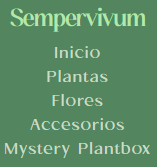 Sempervivum
Inicio
Plantas
Flores
Accesorios
Mystery Plantbox